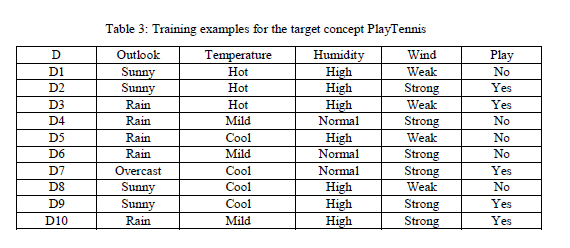 Table 3: Training examples for the target concept PlayTennis
D Outlook Temperature Humidity Wind Play
D1 Sunny Hot High Weak No
D2 Sunny Hot High Strong Yes
D3 Rain Hot High Weak Yes
D4 Rain Mild Normal Strong No
D5 Rain Cool High Weak No
D6 Rain Mild Normal Strong No
D7 Overcast Cool Normal Strong Yes
D8 Sunny Cool High Weak No
D9 Sunny Cool High Strong Yes
D10 Rain Mild High Strong Yes